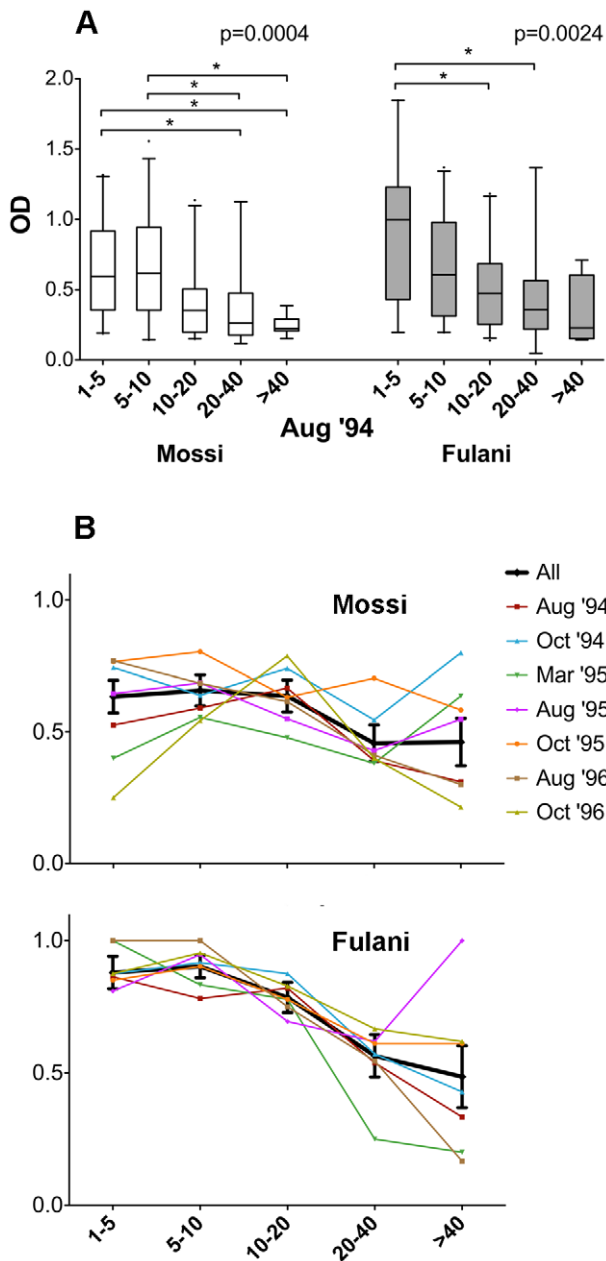 A
p=0.0004 p=0.0024
* *
* *
* *
*
2.0
1.5
1.0
0.5
0.0
OD
1-5 5-10 10-20 20-40 >40 1-5 5-10 10-20 20-40 >40
Aug '94
Mossi Fulani
B
Mossi
1.0
0.5
0.0
All
Aug '94
Oct '94
Mar '95
Aug '95
Oct '95
Aug '96
Oct '96
Fulani
1.0
0.5
0.0
1-5 5-10 10-20 20-40 >40